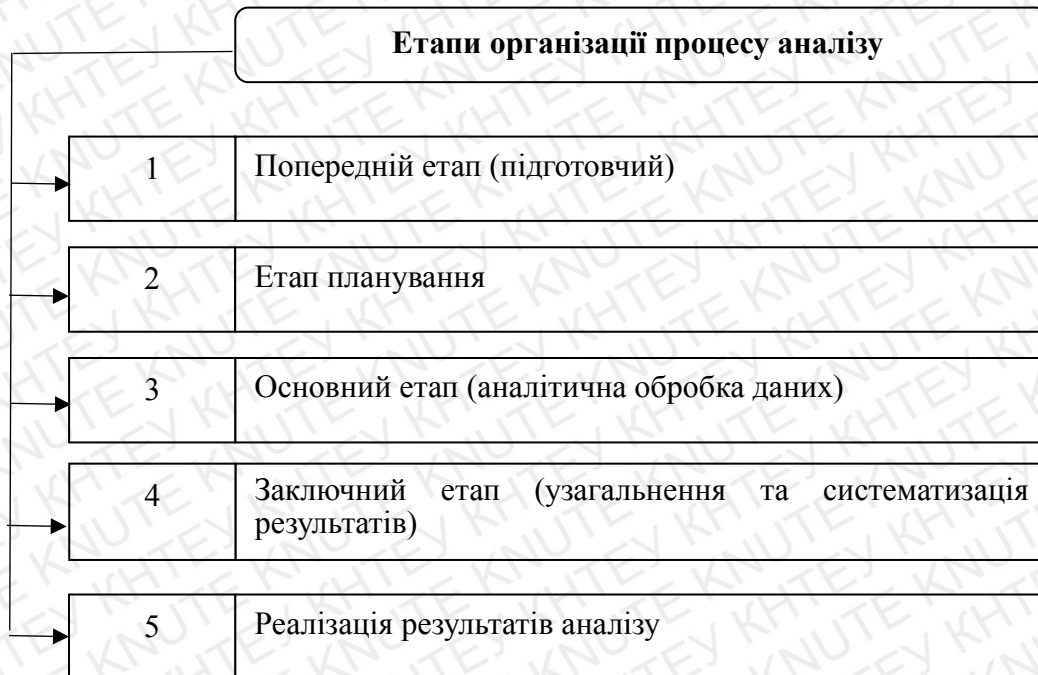 Етапи організації процесу аналізу
1 Попередній етап (підготовчий)
2 Етап планування
3 Основний етап (аналітична обробка даних)
4 Заключний етап (узагальнення та систематизація
результатів)
5 Реалізація результатів аналізу